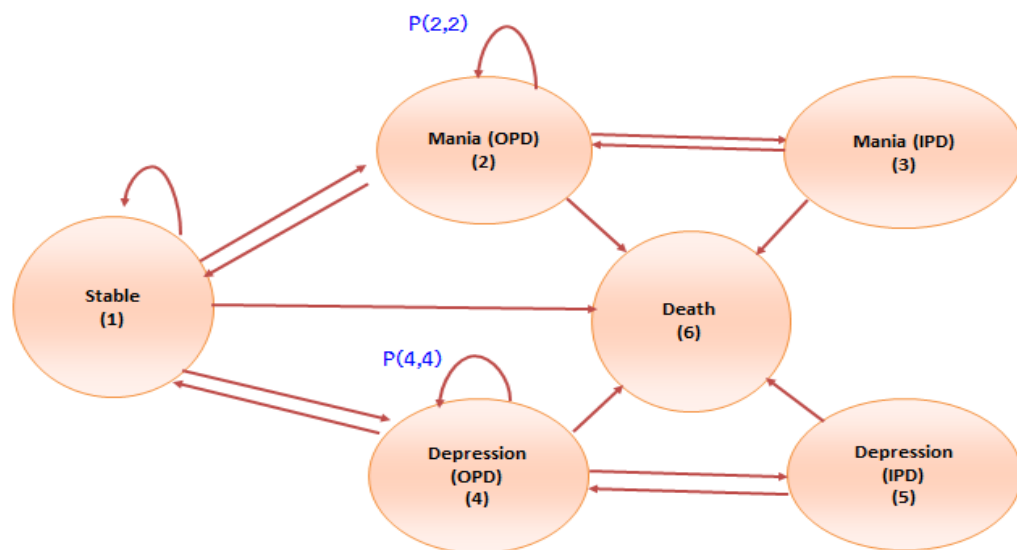 P(2,2)
Mania (OPD)
(2)
Mania (IPD)
(3)
Stable
(1)
Death
(6)
P(4,4)
Depression
(OPD)
(4)
Depression
(IPD)
(5)